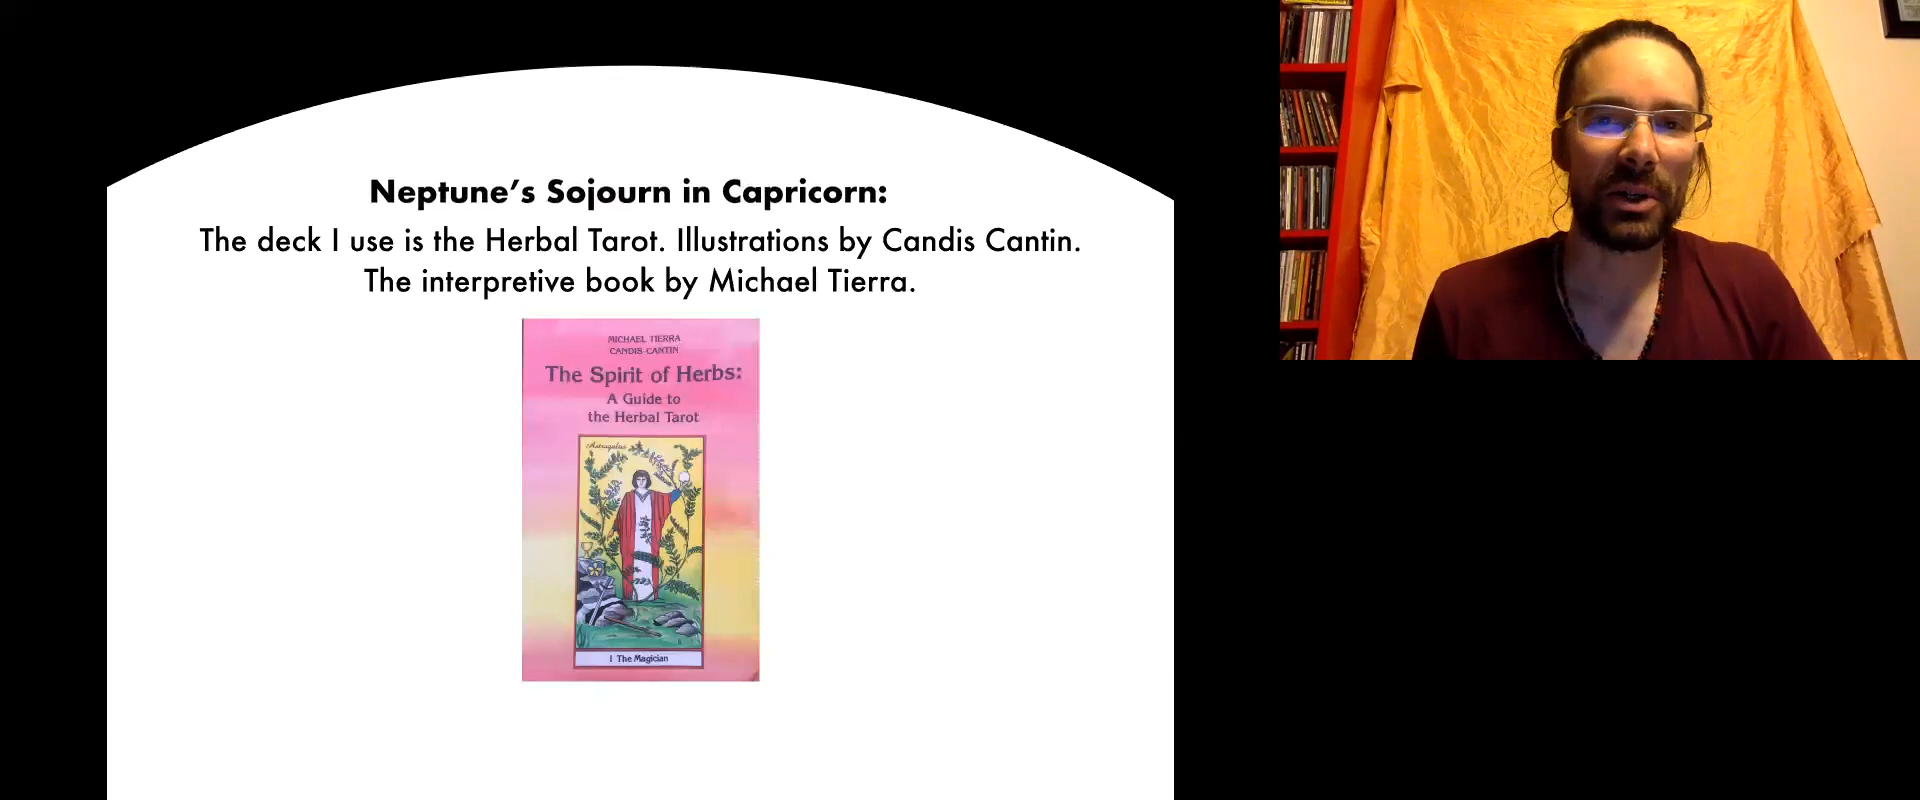 Neptune’s Sojourn in Capricorn:
The deck I use is the Herbal Tarot. Illustrations by Candis Cantin.
The interpretive book by Michael Tierra.
MICHAEL TIERRA
CANDIS CANTIN
The Spirit of Herbs:
A Guide to
the Herbal Tarot
Astragalus
I The Magician